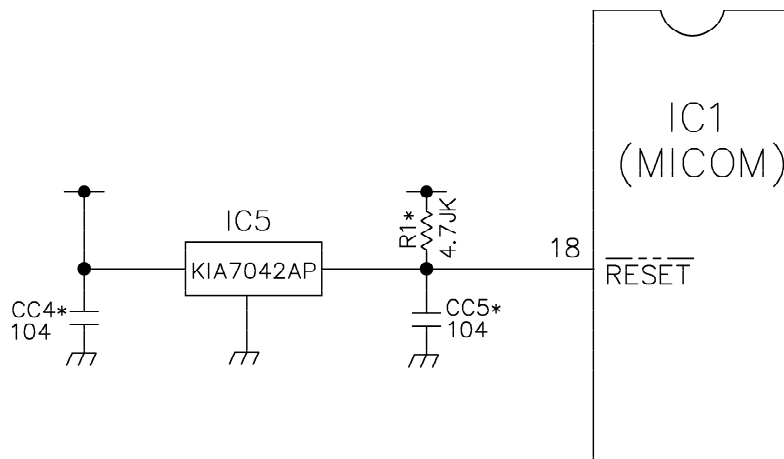 IC1
(MICOM)
IC5
KIA7042AP
R1*
4.7JK
18
RESET
CC4*
104
CC5*
104